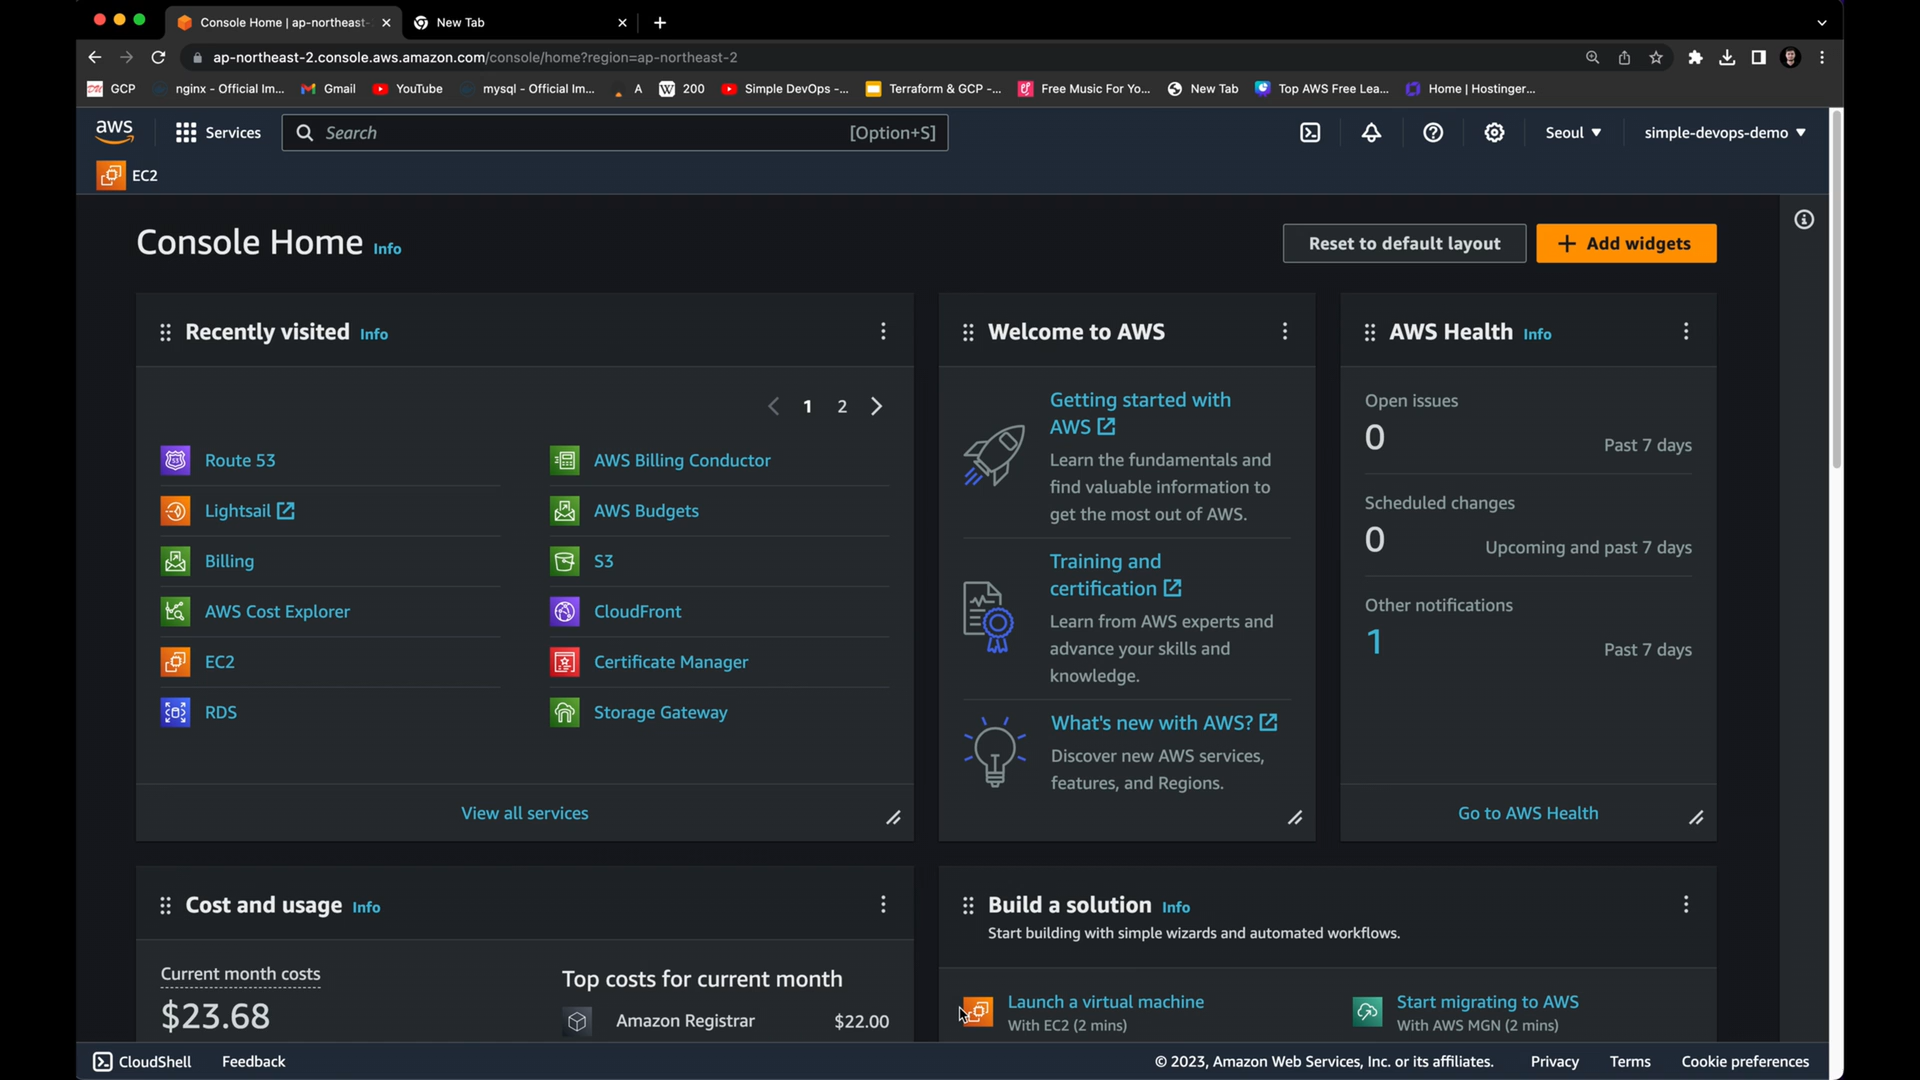 Console Home | ap-northeast-
New Tab
ap-northeast-2.console.aws.amazon.com/console/home?region=ap-northeast-2
GCP
nginx - Official Im...
Gmail
YouTube
mysql - Official Im...
A
200
Simple DevOps -...
Terraform & GCP -...
Free Music For Yo...
New Tab
Top AWS Free Lea...
Home | Hostinger...
aws
Services
Search
[Option+S]
Seoul
simple-devops-demo
EC2
Console Home Info
Reset to default layout
+ Add widgets
Recently visited Info
1 2
Route 53
Lightsail
Billing
AWS Cost Explorer
EC2
RDS
AWS Billing Conductor
AWS Budgets
S3
CloudFront
Certificate Manager
Storage Gateway
View all services
Welcome to AWS
Getting started with
AWS
Learn the fundamentals and
find valuable information to
get the most out of AWS.
Training and
certification
Learn from AWS experts and
advance your skills and
knowledge.
What's new with AWS?
Discover new AWS services,
features, and Regions.
AWS Health Info
Open issues
0
Past 7 days
Scheduled changes
0
Upcoming and past 7 days
Other notifications
1
Past 7 days
Go to AWS Health
Cost and usage Info
Current month costs
$23.68
Top costs for current month
Amazon Registrar
$22.00
Build a solution Info
Start building with simple wizards and automated workflows.
Launch a virtual machine
With EC2 (2 mins)
Start migrating to AWS
With AWS MGN (2 mins)
CloudShell
Feedback
© 2023, Amazon Web Services, Inc. or its affiliates.
Privacy
Terms
Cookie preferences